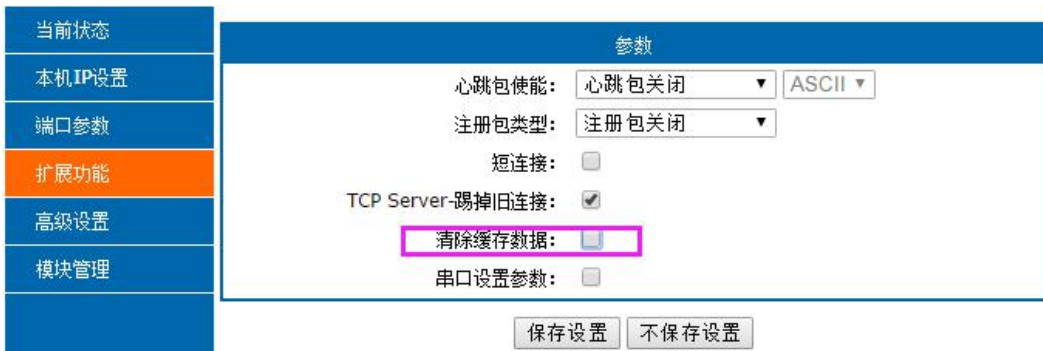 当前状态
本机IP设置
端口参数
扩展功能
高级设置
模块管理
参数
心跳包使能： 心跳包关闭 ASCII
注册包类型： 注册包关闭
短连接：
TCP Server-踢掉旧连接：
清除缓存数据：
串口设置参数：
保存设置 不保存设置